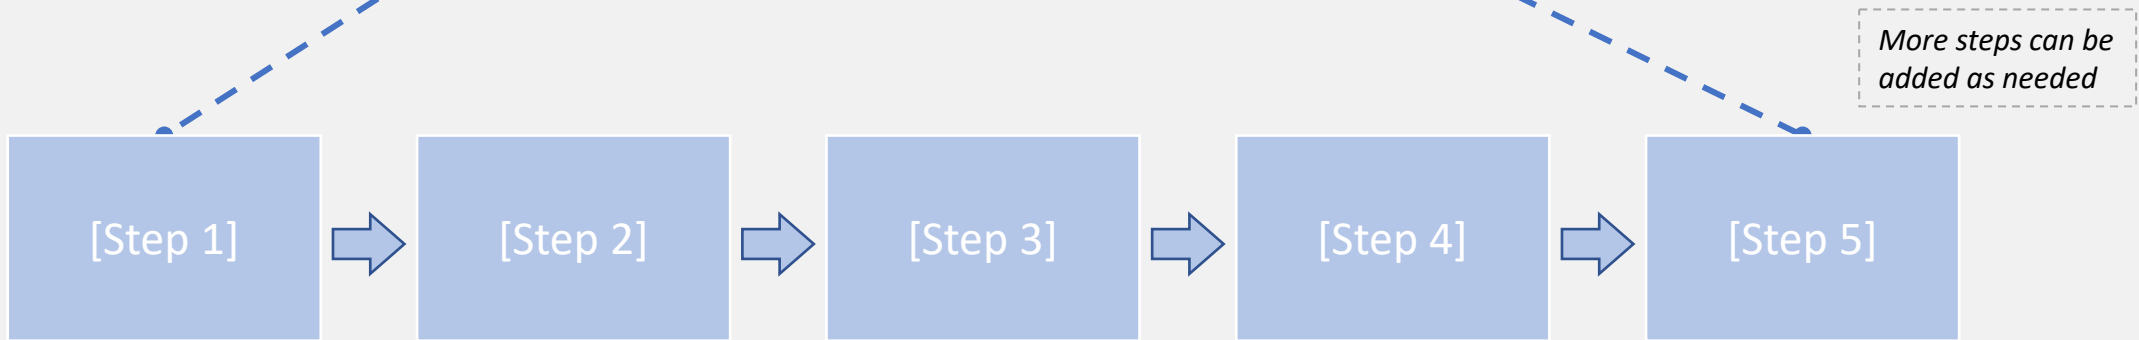 More steps can be
added as needed
[Step 1]
[Step 2]
[Step 3]
[Step 4]
[Step 5]